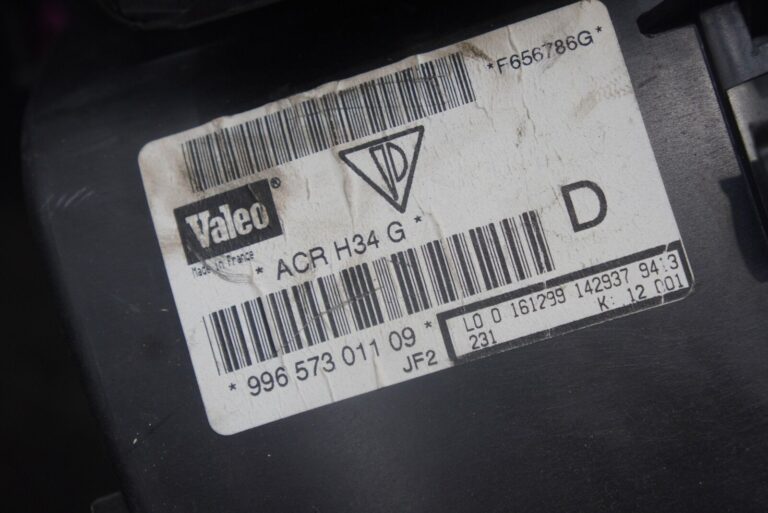 *F656786G*
Valeo®
Made in France
* ACR H34 G *
D
* 996 573 011 09 *
JF2
L0 0 161299 142937 9413
231 K: 12 001